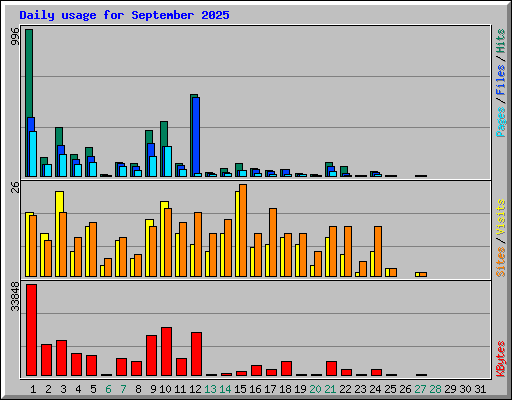 Daily usage for September 2025
996
Pages / Files / Hits
26
Sites / Visits
33848
KBytes
1 2 3 4 5 6 7 8 9 10 11 12 13 14 15 16 17 18 19 20 21 22 23 24 25 26 27 28 29 30 31